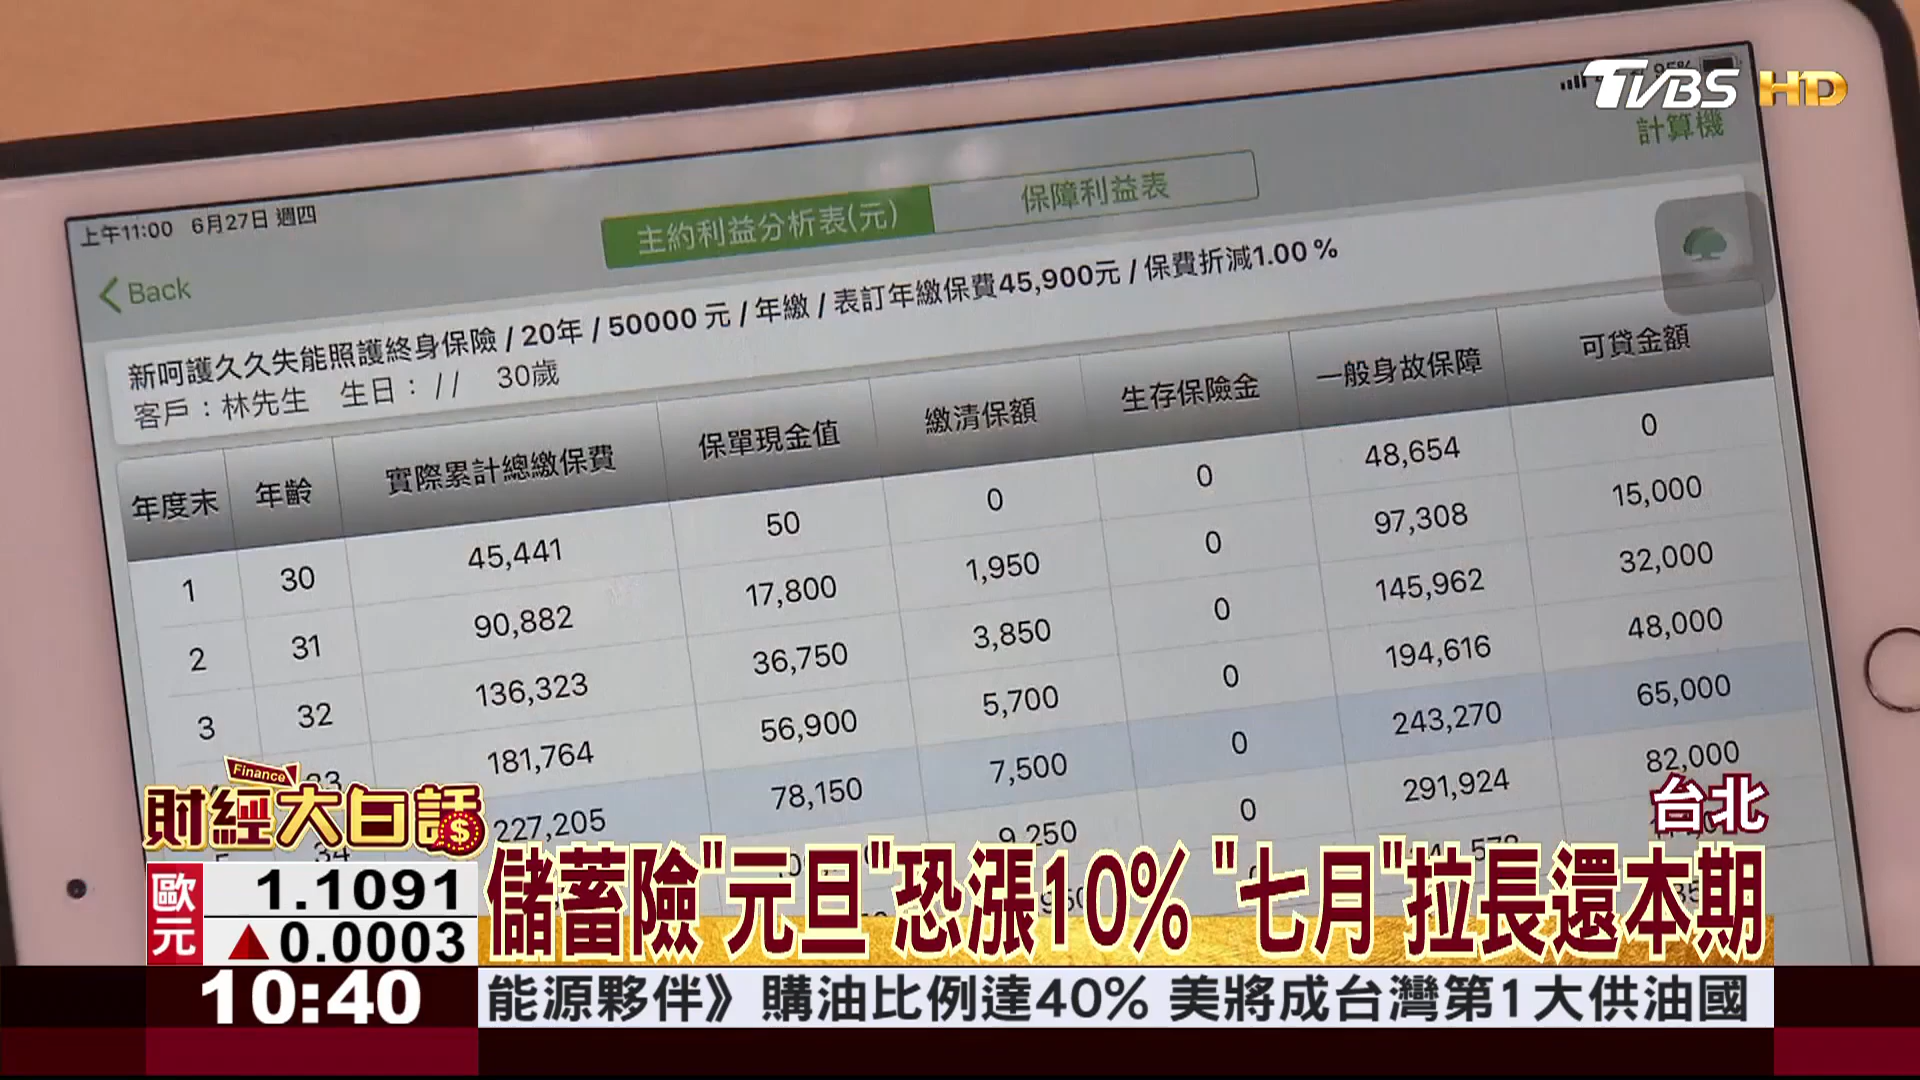 TVBS HD
95%
計算機
上午11:00 6月27日 週四
主約利益分析表(元) 保障利益表
Back
新呵護久久失能照護終身保險 / 20年 / 50000 元 / 年繳 / 表訂年繳保費45,900元 / 保費折減1.00 %
客戶：林先生 生日： / / 30歲
年度末 年齡 實際累計總繳保費 保單現金值 繳清保額 生存保險金 一般身故保障 可貸金額
1 30 45,441 50 0 0 48,654 0
2 31 90,882 17,800 1,950 0 97,308 15,000
3 32 136,323 36,750 3,850 0 145,962 32,000
181,764 56,900 5,700 0 194,616 48,000
34 227,205 78,150 7,500 0 243,270 65,000
9,250 0 291,924 82,000
Finance
財經大白話
台北
儲蓄險"元旦"恐漲10% "七月"拉長還本期
歐元 1.1091
▲0.0003
10:40
能源夥伴》購油比例達40% 美將成台灣第1大供油國